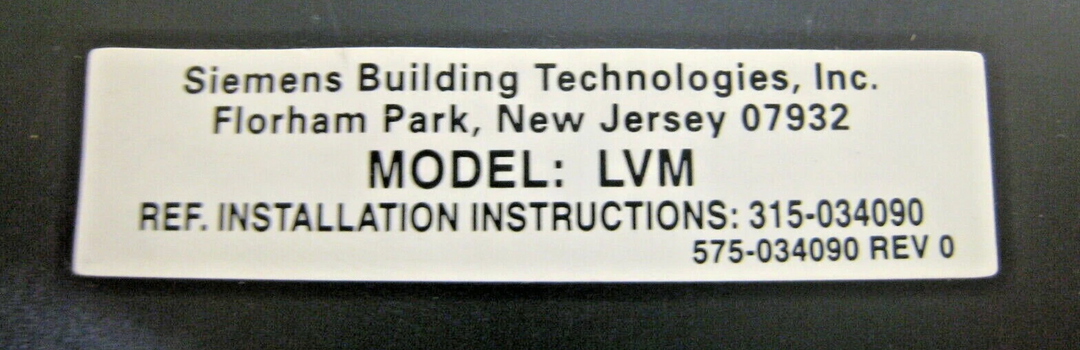 Siemens Building Technologies, Inc.
Florham Park, New Jersey 07932
MODEL: LVM
REF. INSTALLATION INSTRUCTIONS: 315-034090
575-034090 REV 0